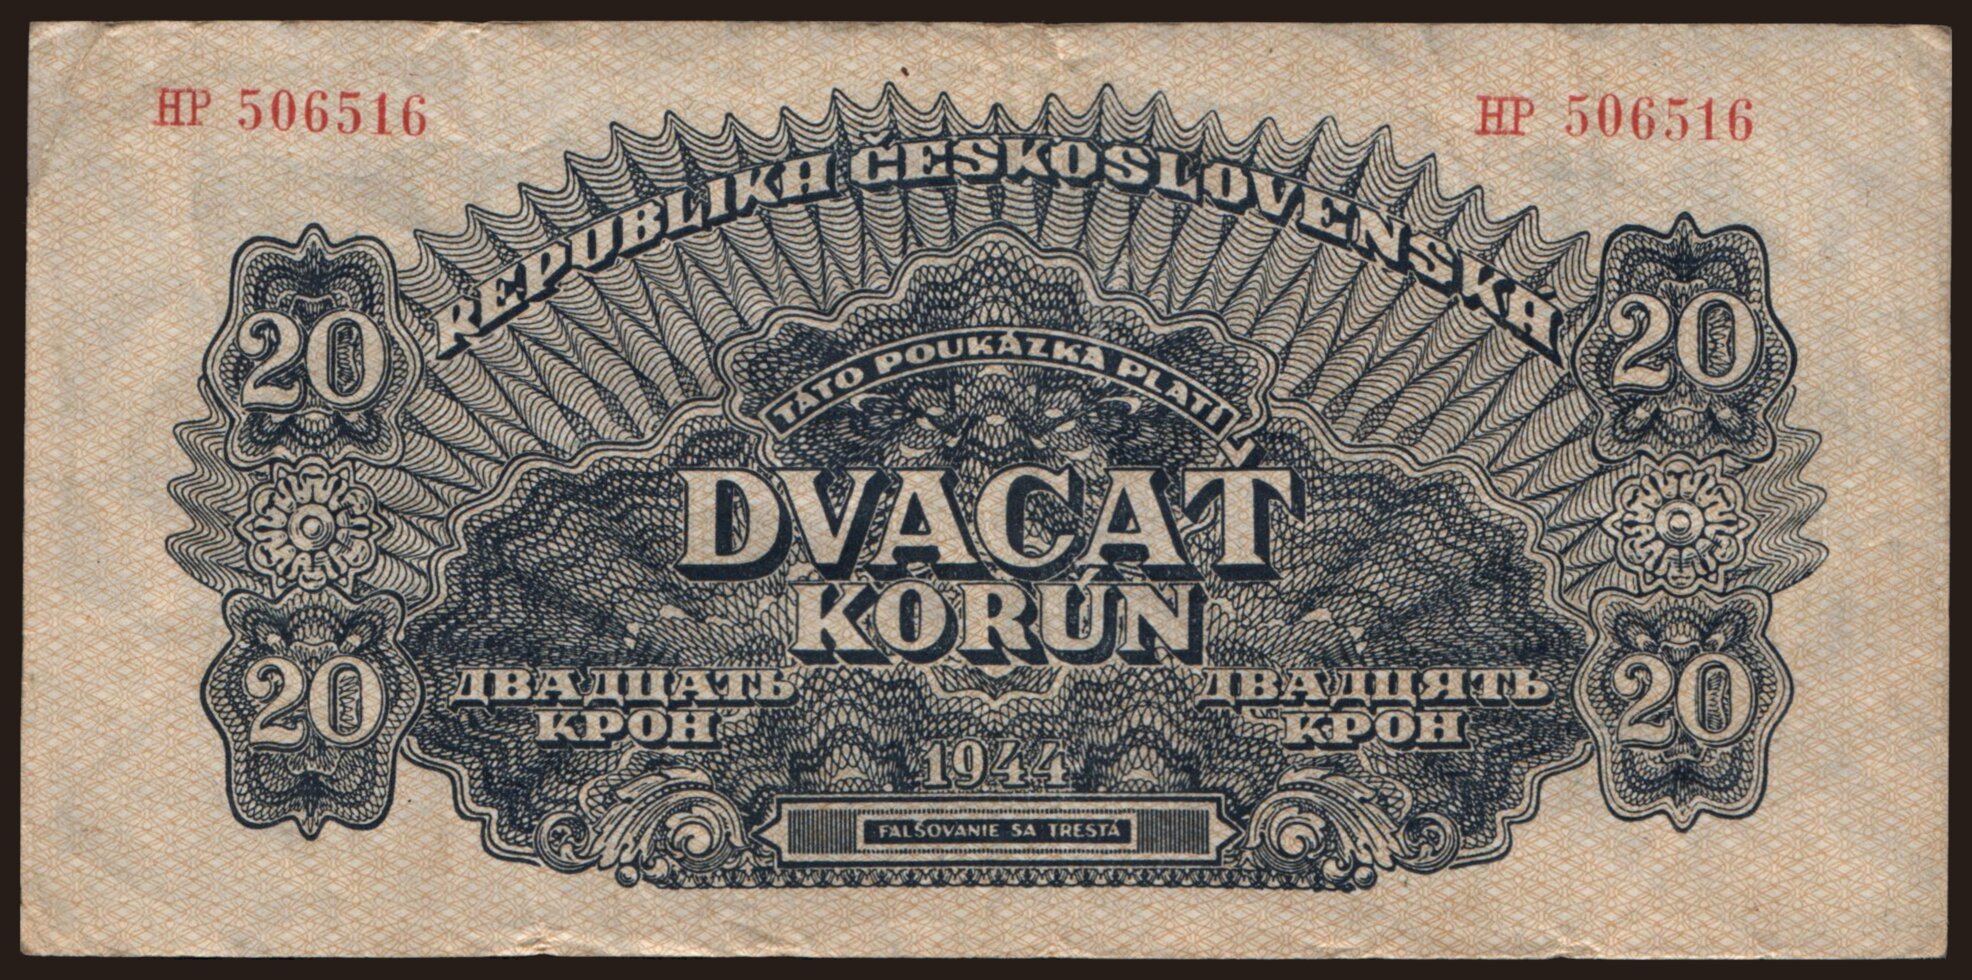 HP 506516
HP 506516
REPUBLIKA ČESKOSLOVENSKÁ
20
20
TÁTO POUKÁZKA PLATÍ
DVACAŤ
KORÚN
ДВАДЦАТЬ
КРОН
ДВАДЦЯТЬ
КРОН
20
20
1944
FALŠOVANIE SA TRESTÁ